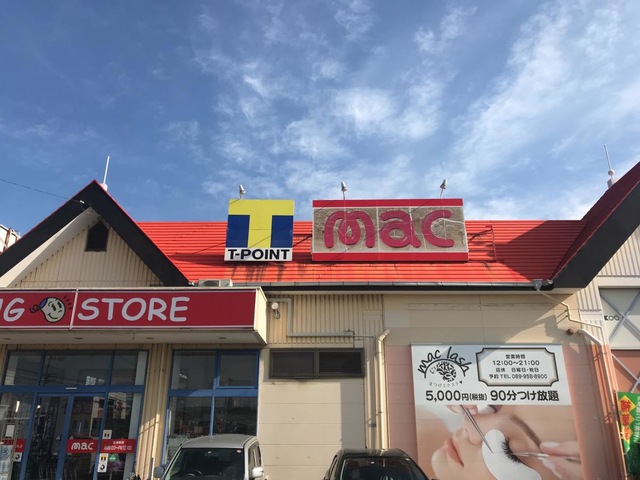 T-POINT
mac
G STORE
mac
mac lash
まつげエクステ
営業時間
12:00〜21:00
店休 日曜日・祝日
予約 TEL.089-958-8900
5,000円(税抜) 90分つけ放題